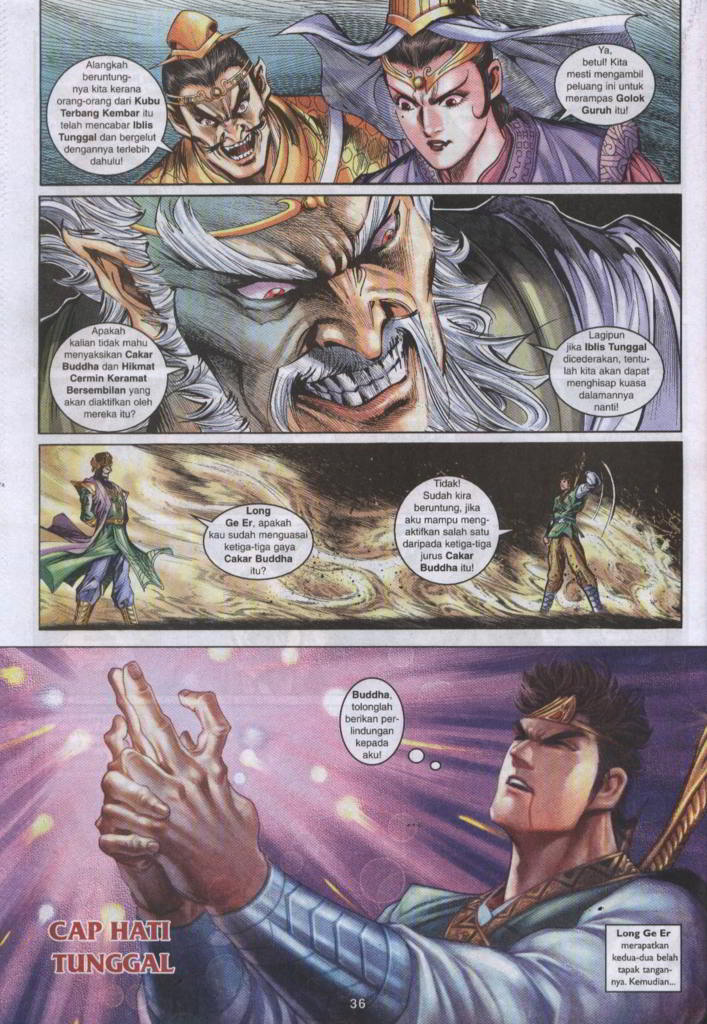 Alangkah
beruntung-
nya kita kerana
orang-orang dari Kubu
Terbang Kembar itu
telah mencabar Iblis
Tunggal dan bergelut
dengannya terlebih
dahulu!
Ya,
betul! Kita
mesti mengambil
peluang ini untuk
merampas Golok
Guruh itu!
Apakah
kalian tidak mahu
menyaksikan Cakar
Buddha dan Hikmat
Cermin Keramat
Bersembilan yang
akan diaktifkan oleh
mereka itu?
Lagipun
jika Iblis Tunggal
dicederakan, tentu-
lah kita akan dapat
menghisap kuasa
dalamannya
nanti!
Long
Ge Er, apakah
kau sudah menguasai
ketiga-tiga gaya
Cakar Buddha
itu?
Tidak!
Sudah kira
beruntung, jika
aku mampu meng-
aktifkan salah satu
daripada ketiga-tiga
jurus Cakar
Buddha itu!
Buddha,
tolonglah
berikan per-
lindungan
kepada
aku!
CAP HATI
TUNGGAL
Long Ge Er
merapatkan
kedua-dua belah
tapak tangan-
nya. Kemudian...
36